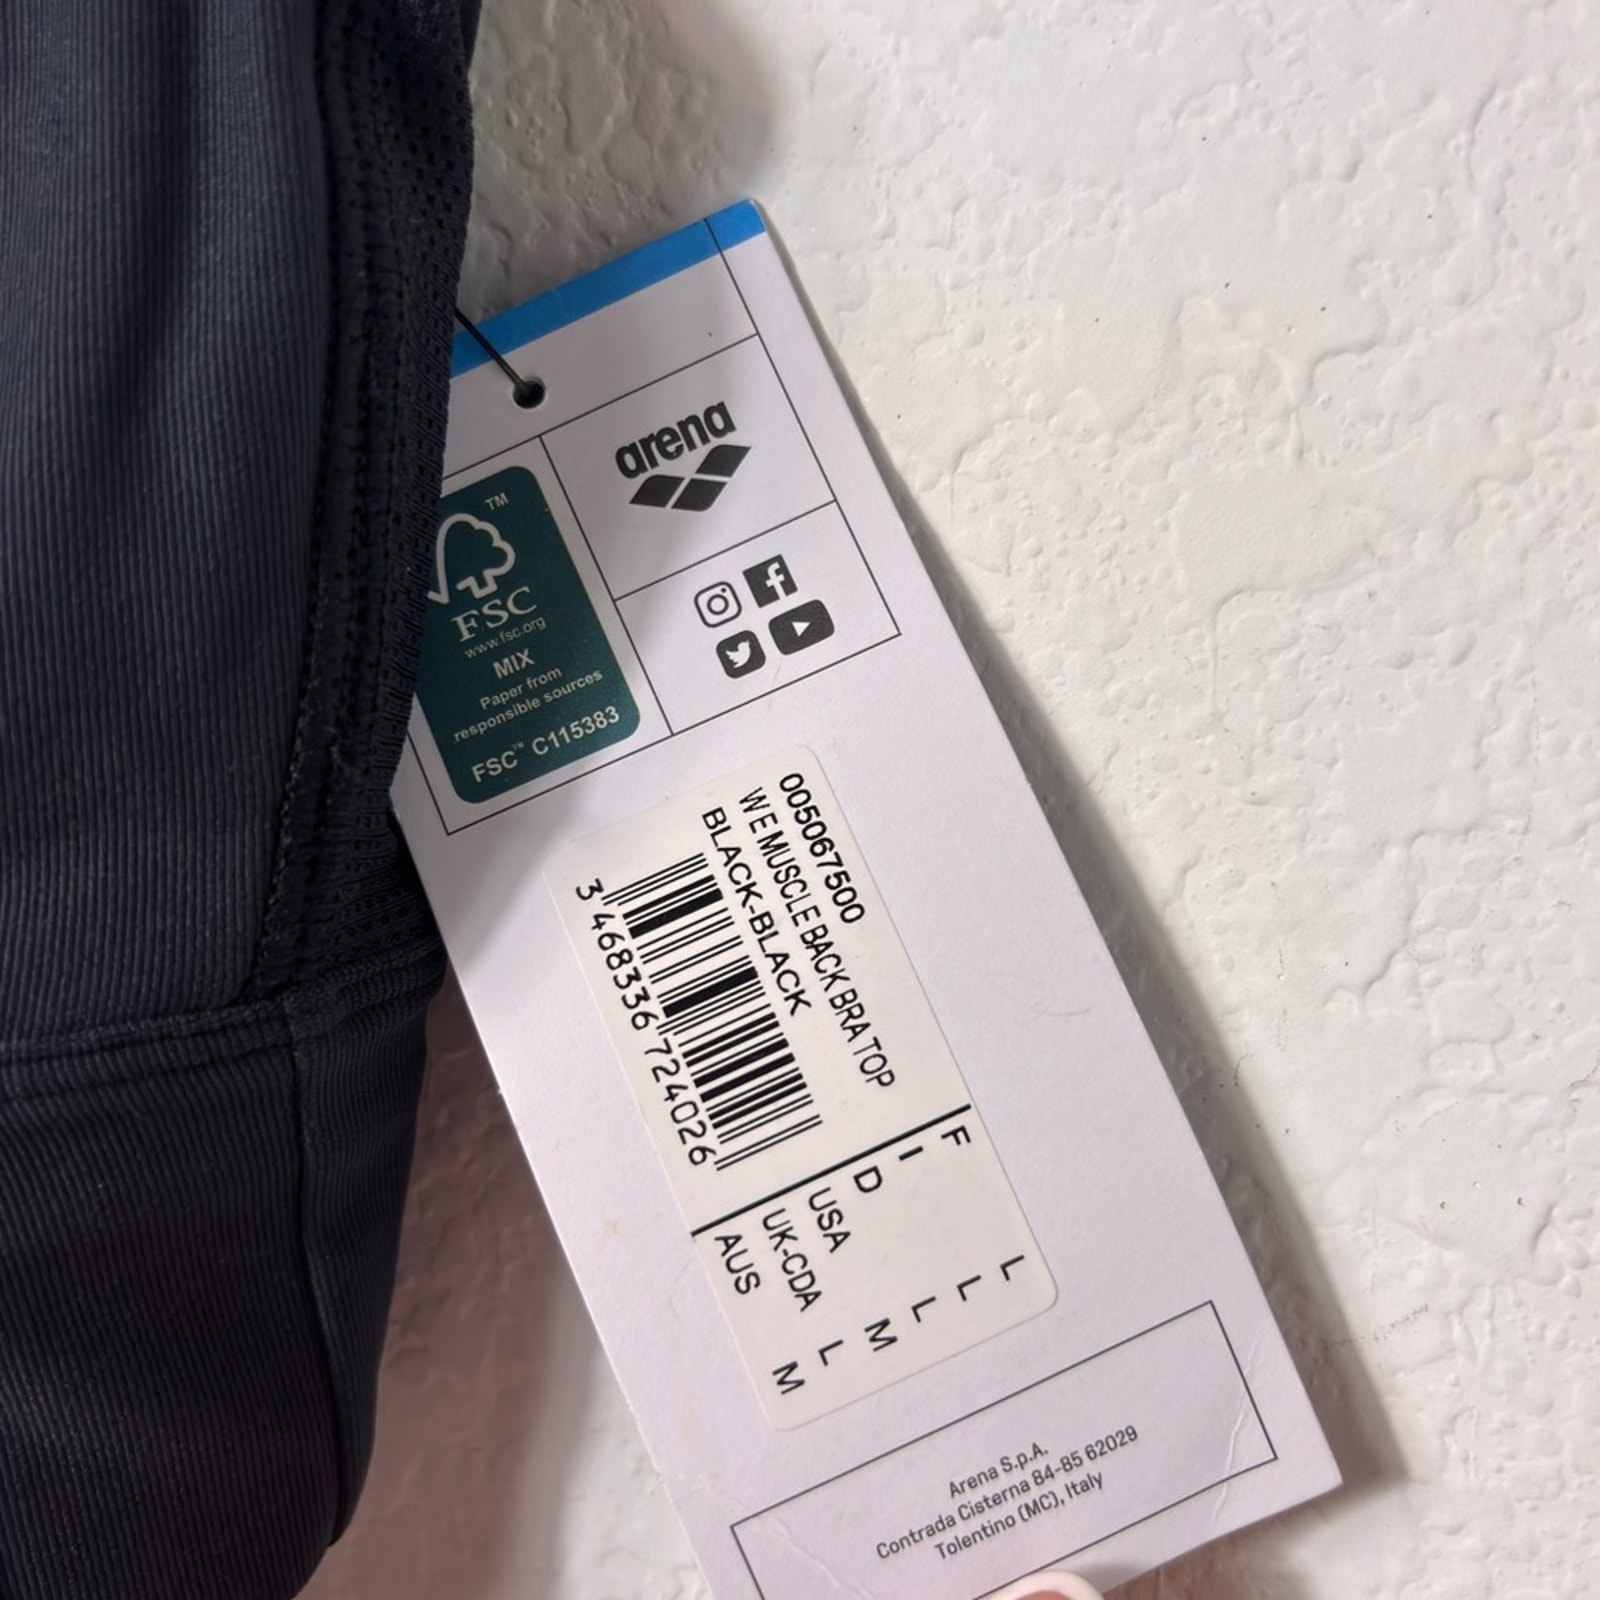 arena
TM
FSC
www.fsc.org
MIX
Paper from
responsible sources
FSC™ C115383
005067500
W E MUSCLE BACK BRA TOP
BLACK-BLACK
3 468336 724026
F L
I L
D L
USA M
UK-CDA L
AUS M
Arena S.p.A.
Contrada Cisterna 84-85 62029
Tolentino (MC), Italy